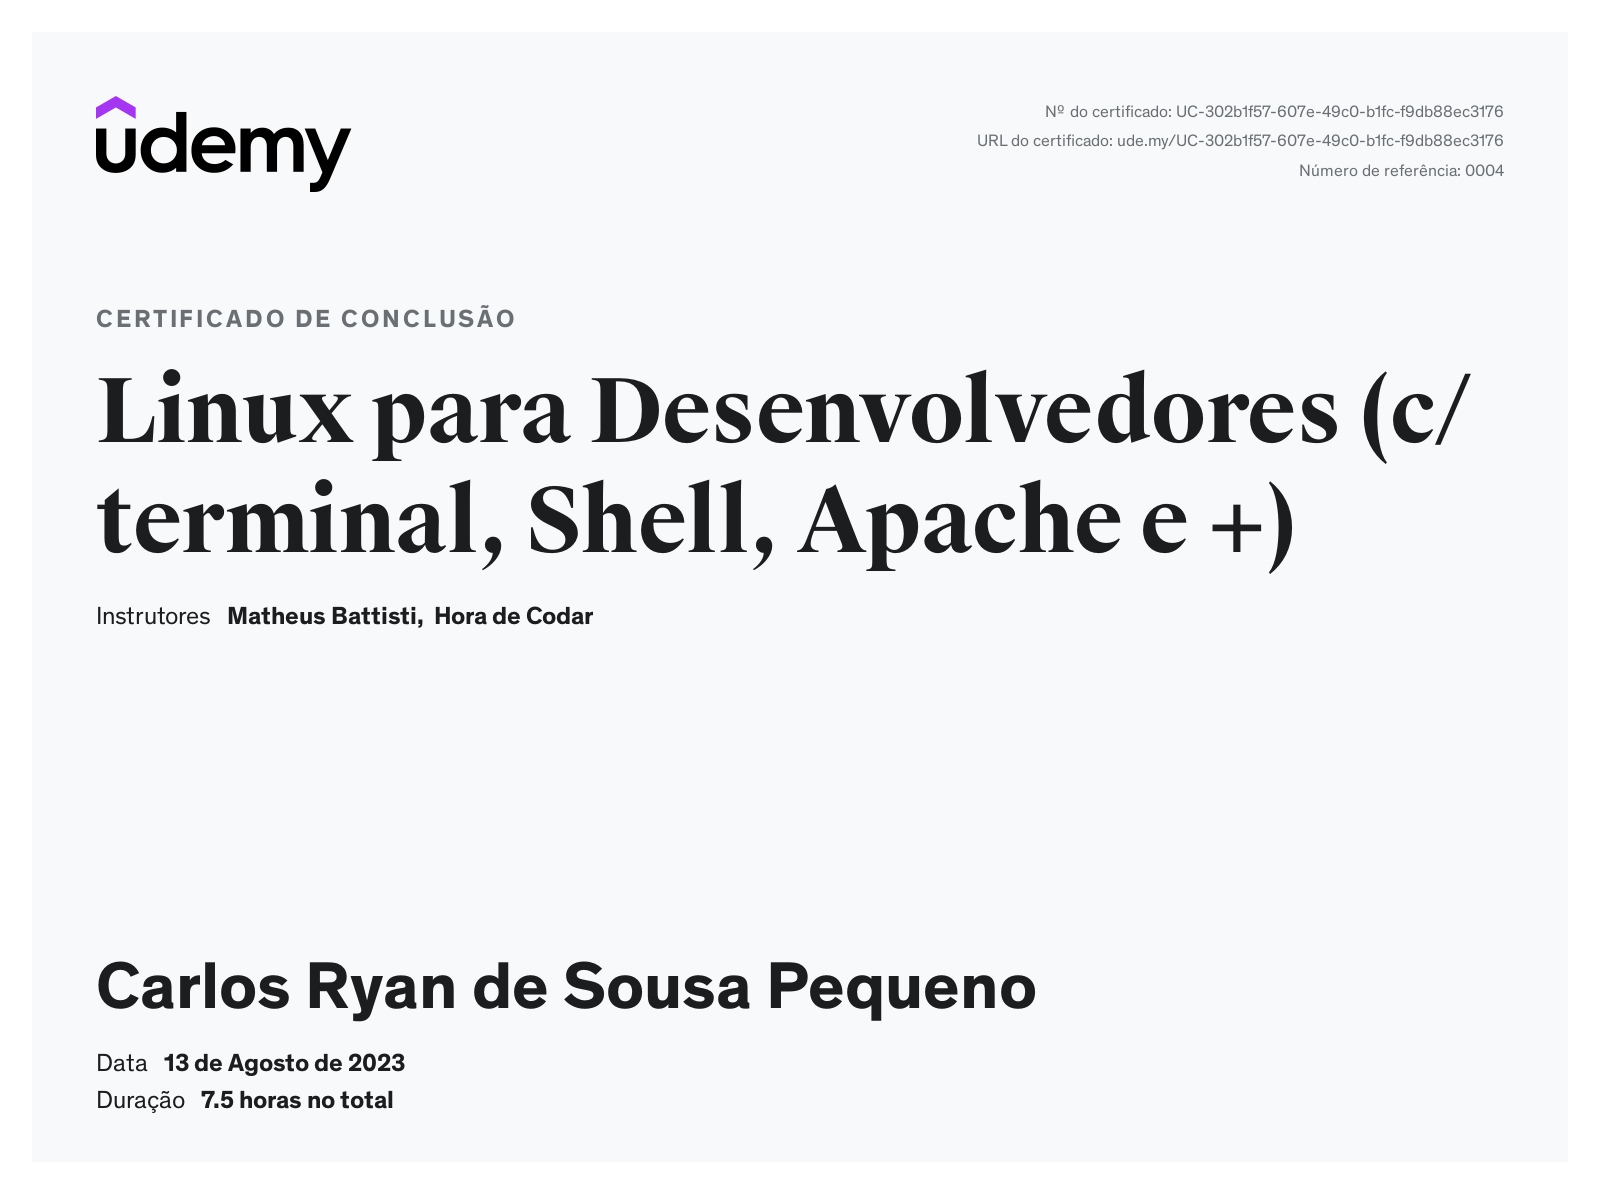 udemy
Nº do certificado: UC-302b1f57-607e-49c0-b1fc-f9db88ec3176
URL do certificado: ude.my/UC-302b1f57-607e-49c0-b1fc-f9db88ec3176
Número de referência: 0004
CERTIFICADO DE CONCLUSÃO
Linux para Desenvolvedores (c/
terminal, Shell, Apache e +)
Instrutores Matheus Battisti, Hora de Codar
Carlos Ryan de Sousa Pequeno
Data 13 de Agosto de 2023
Duração 7.5 horas no total